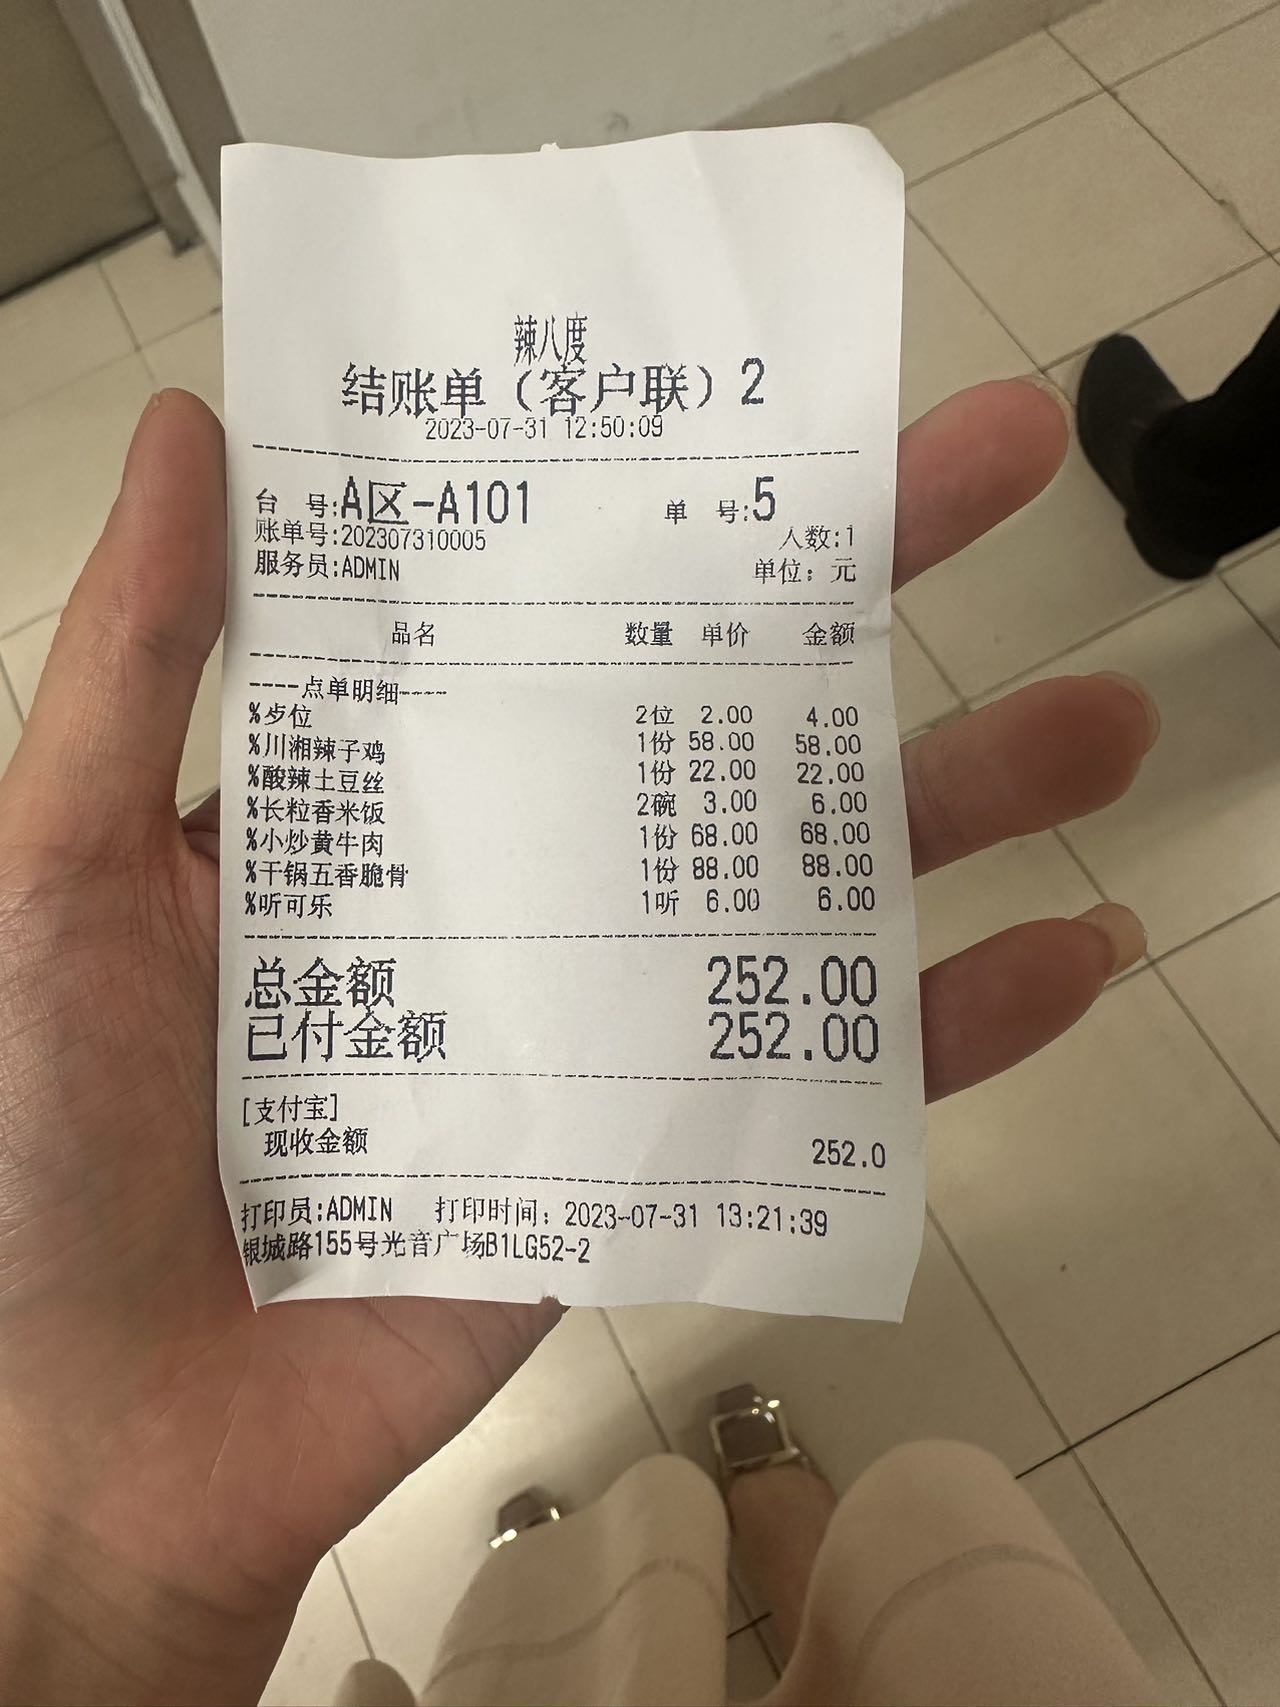 辣八度
结账单（客户联）2
2023-07-31 12:50:09
台 号:A区-A101 单 号:5
账单号:202307310005 人数:1
服务员:ADMIN 单位：元
品名 数量 单价 金额
----点单明细----
%歺位 2位 2.00 4.00
%川湘辣子鸡 1份 58.00 58.00
%酸辣土豆丝 1份 22.00 22.00
%长粒香米饭 2碗 3.00 6.00
%小炒黄牛肉 1份 68.00 68.00
%干锅五香脆骨 1份 88.00 88.00
%听可乐 1听 6.00 6.00
总金额 252.00
已付金额 252.00
[支付宝]
现收金额 252.0
打印员:ADMIN 打印时间：2023-07-31 13:21:39
银城路155号光音广场B1LG52-2